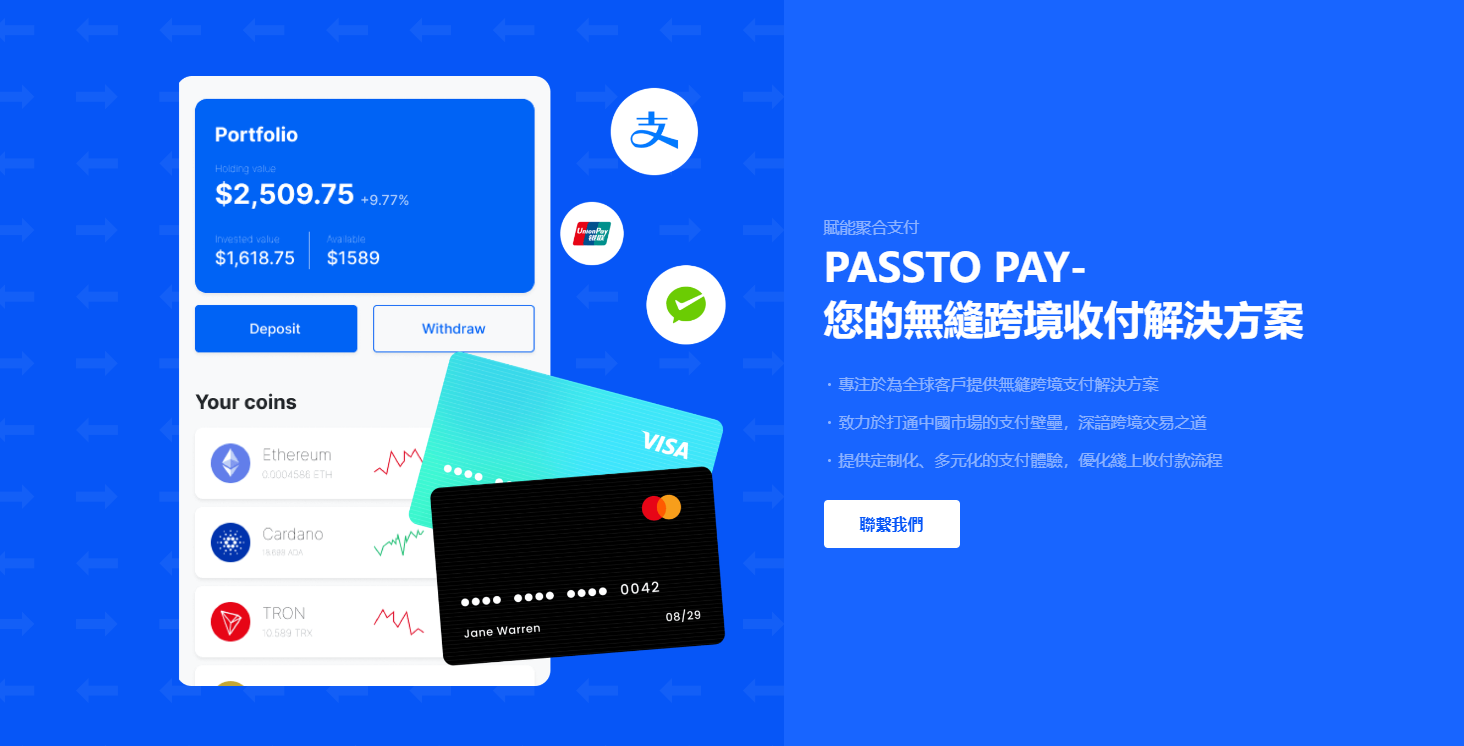 Portfolio
Holding value
$2,509.75 +9.77%
Invested value
Available
$1,618.75
$1589
Deposit
Withdraw
Your coins
Ethereum
0.0004586 ETH
Cardano
ADA
TRON
10.589 TRX
支
UnionPay
银联
VISA
0042
08/29
Jane Warren
賦能聚合支付
PASSTO PAY-
您的無縫跨境收付解決方案
· 專注於為全球客戶提供無縫跨境支付解決方案
· 致力於打通中國市場的支付壁壘，深諳跨境交易之道
· 提供定制化、多元化的支付體驗，優化綫上收付款流程
聯繫我們